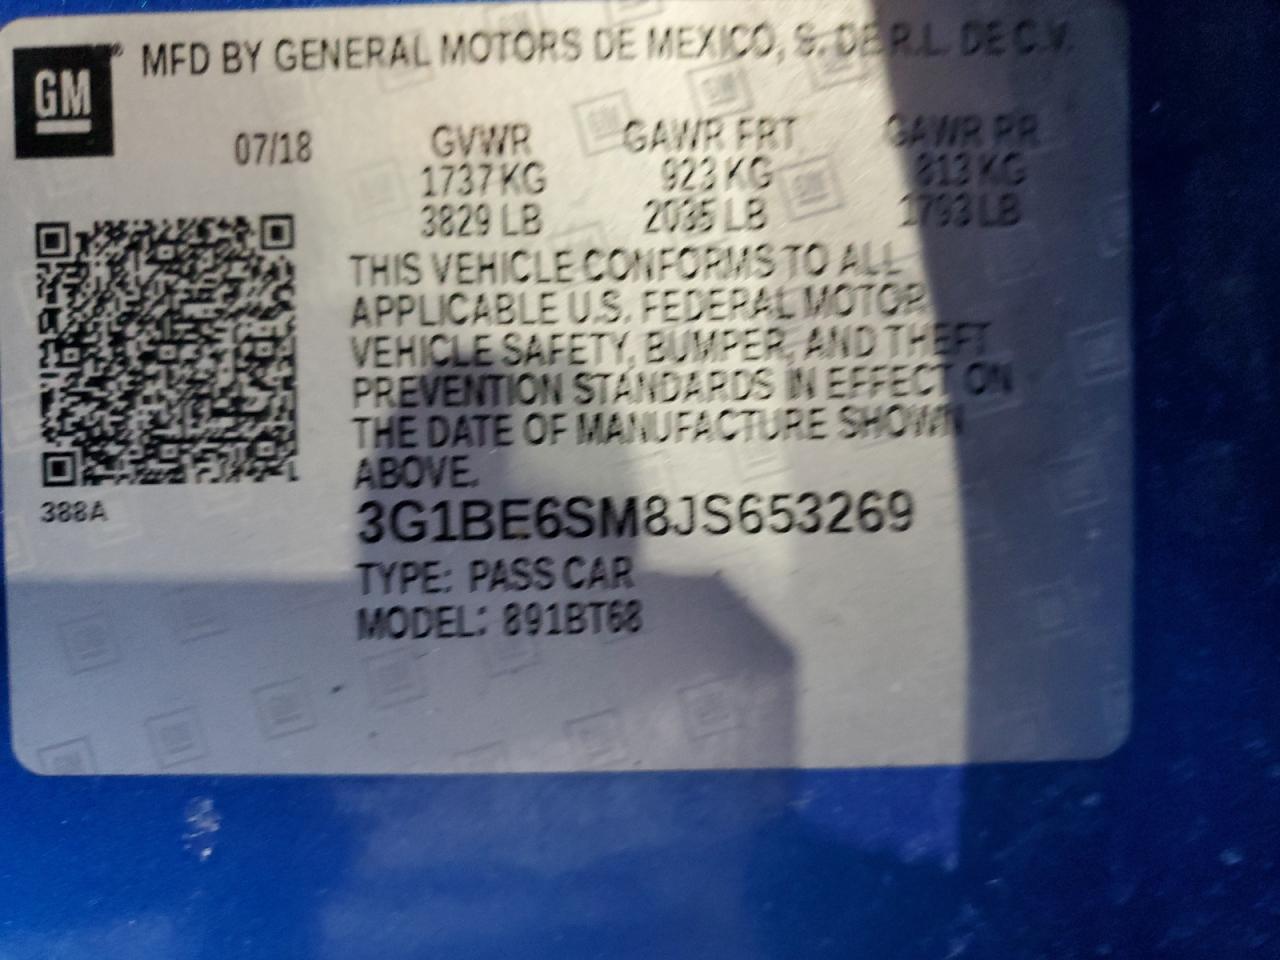 GM
MFD BY GENERAL MOTORS DE MEXICO, S. DE R.L. DE C.V.
07/18 GVWR GAWR FRT GAWR RR
1737 KG 923 KG 813 KG
3829 LB 2035 LB 1793 LB
THIS VEHICLE CONFORMS TO ALL
APPLICABLE U.S. FEDERAL MOTOR
VEHICLE SAFETY, BUMPER, AND THEFT
PREVENTION STANDARDS IN EFFECT ON
THE DATE OF MANUFACTURE SHOWN
ABOVE.
388A
3G1BE6SM8JS653269
TYPE: PASS CAR
MODEL: 891BT68